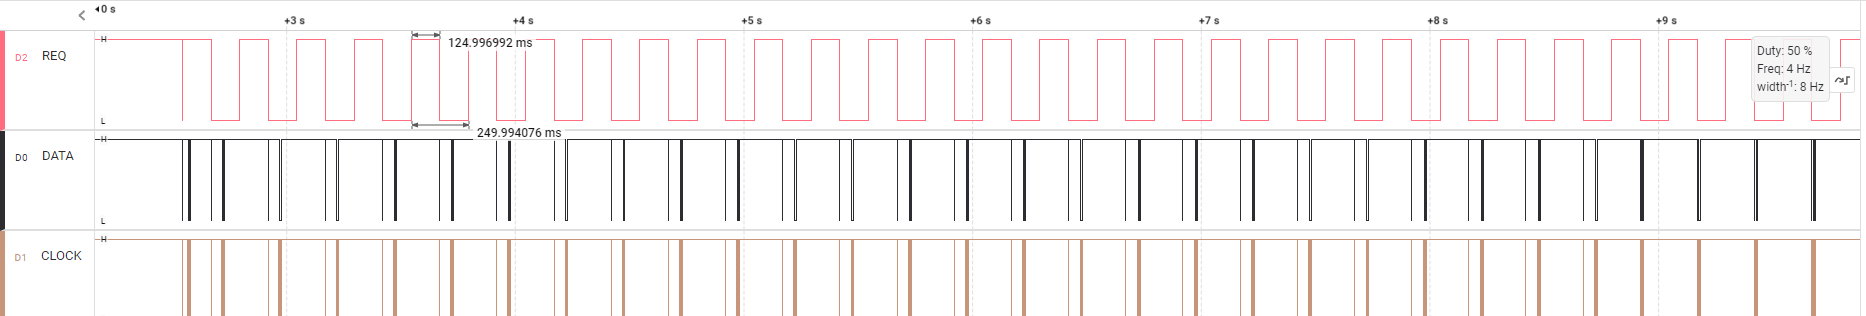 0 s
+3 s +4 s +5 s +6 s +7 s +8 s +9 s
D2 REQ
H
L
124.996992 ms
249.994076 ms
Duty: 50 %
Freq: 4 Hz
width-1: 8 Hz
D0 DATA
H
L
D1 CLOCK
H